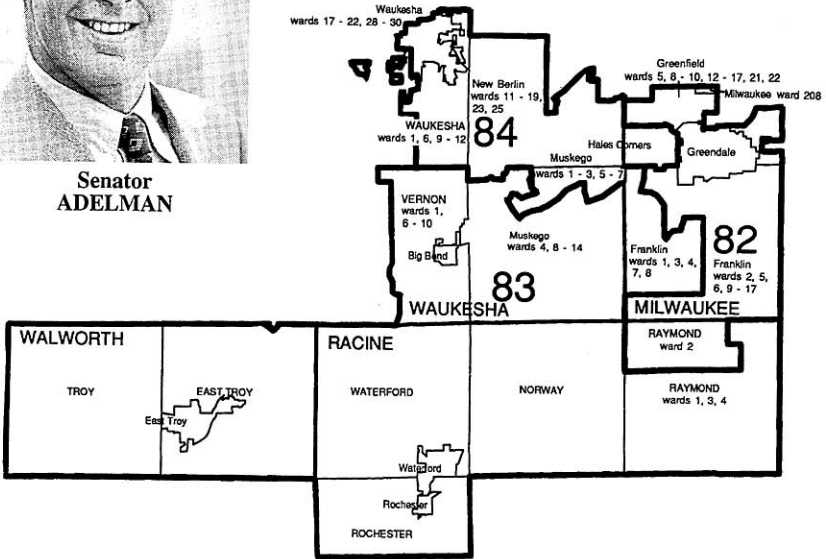 Senator
ADELMAN
Waukesha
wards 17 - 22, 28 - 30
New Berlin
wards 11 - 19,
23, 25
WAUKESHA
wards 1, 6, 9 - 12
84
Greenfield
wards 5, 8 - 10, 12 - 17, 21, 22
Milwaukee ward 208
Hales Corners
Greendale
Muskego
wards 1 - 3, 5 - 7
VERNON
wards 1,
6 - 10
Big Bend
Muskego
wards 4, 8 - 14
83
WAUKESHA
Franklin
wards 1, 3, 4,
7, 8
82
Franklin
wards 2, 5,
6, 9 - 17
MILWAUKEE
WALWORTH
RACINE
RAYMOND
ward 2
TROY
EAST TROY
East Troy
WATERFORD
NORWAY
RAYMOND
wards 1, 3, 4
Waterford
Rochester
ROCHESTER